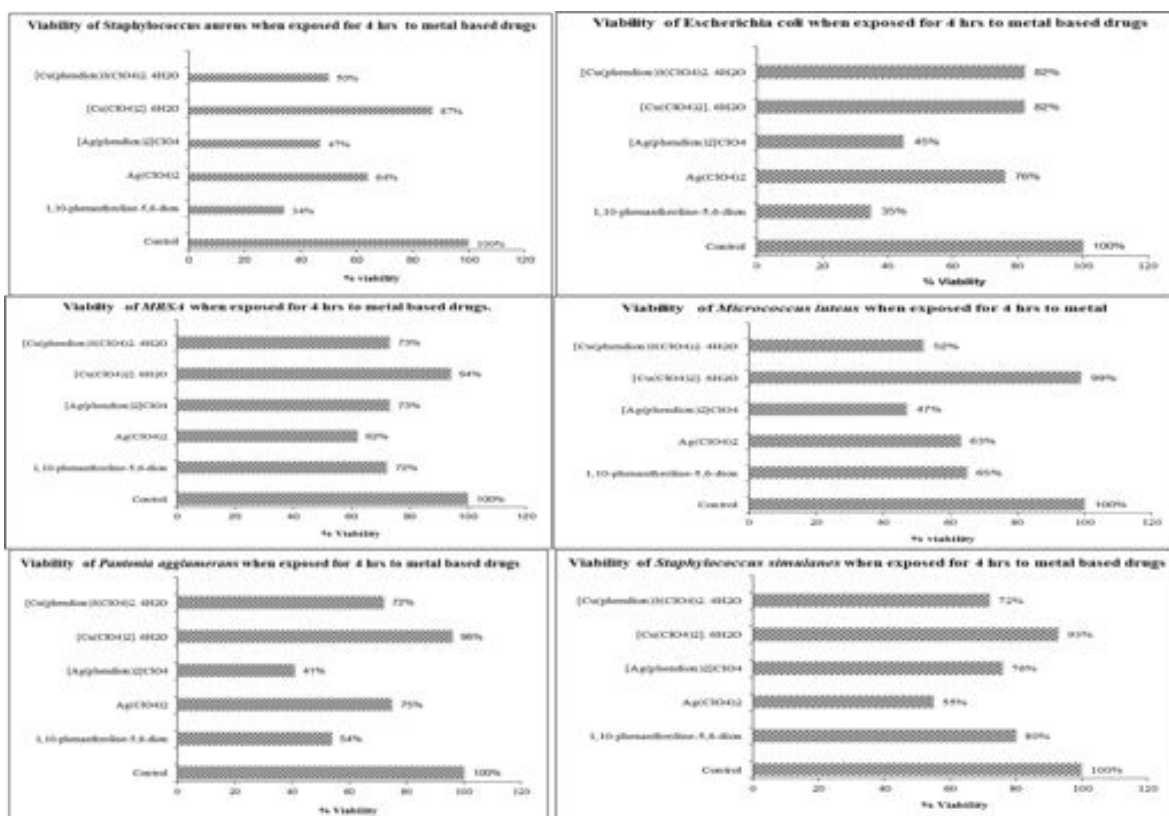 Viability of Staphylococcus aureus when exposed for 4 hrs to metal based drugs
[Cu(phendion)3(ClO4)2. 4H2O
50%
[Cu(ClO4)2]. 6H2O
87%
[Ag(phendion)2]ClO4
47%
Ag(ClO4)2
64%
1,10-phenanthroline-5,6-dion
34%
Control
100%
0 20 40 60 80 100 120
% viability
Viability of Escherichia coli when exposed for 4 hrs to metal based drugs
[Cu(phendion)3(ClO4)2. 4H2O
82%
[Cu(ClO4)2]. 6H2O
82%
[Ag(phendion)2]ClO4
45%
Ag(ClO4)2
76%
1,10-phenanthroline-5,6-dion
35%
Control
100%
0 20 40 60 80 100 120
% Viability
Viability of MRSA when exposed for 4 hrs to metal based drugs.
[Cu(phendion)3(ClO4)2. 4H2O
73%
[Cu(ClO4)2]. 6H2O
94%
[Ag(phendion)2]ClO4
73%
Ag(ClO4)2
62%
1,10-phenanthroline-5,6-dion
72%
Control
100%
0 20 40 60 80 100 120
% Viability
Viability of Micrococcus luteus when exposed for 4 hrs to metal
[Cu(phendion)3(ClO4)2. 4H2O
52%
[Cu(ClO4)2]. 6H2O
99%
[Ag(phendion)2]ClO4
47%
Ag(ClO4)2
63%
1,10-phenanthroline-5,6-dion
65%
Control
100%
0 20 40 60 80 100 120
% viability
Viability of Pantonia agglomerans when exposed for 4 hrs to metal based drugs
[Cu(phendion)3(ClO4)2. 4H2O
72%
[Cu(ClO4)2]. 6H2O
96%
[Ag(phendion)2]ClO4
41%
Ag(ClO4)2
75%
1,10-phenanthroline-5,6-dion
54%
Control
100%
0 20 40 60 80 100 120
% Viability
Viability of Staphylococcus simulanes when exposed for 4 hrs to metal based drugs
[Cu(phendion)3(ClO4)2. 4H2O
72%
[Cu(ClO4)2]. 6H2O
93%
[Ag(phendion)2]ClO4
76%
Ag(ClO4)2
55%
1,10-phenanthroline-5,6-dion
80%
Control
100%
0 20 40 60 80 100 120
% Viability